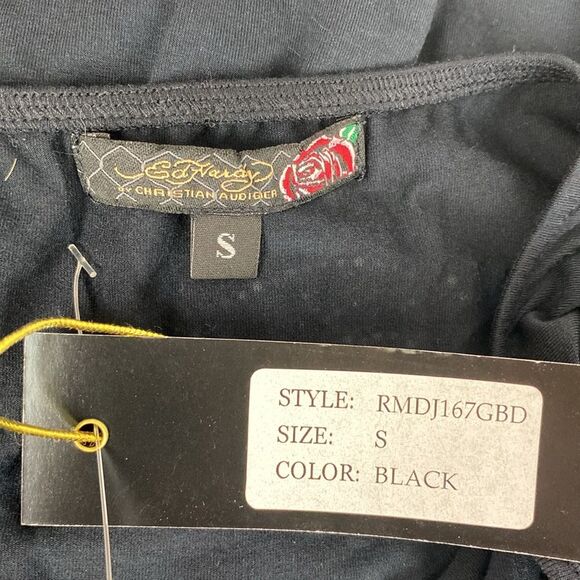 Ed Hardy
BY CHRISTIAN AUDIGIER
S
STYLE: RMDJ167GBD
SIZE: S
COLOR: BLACK